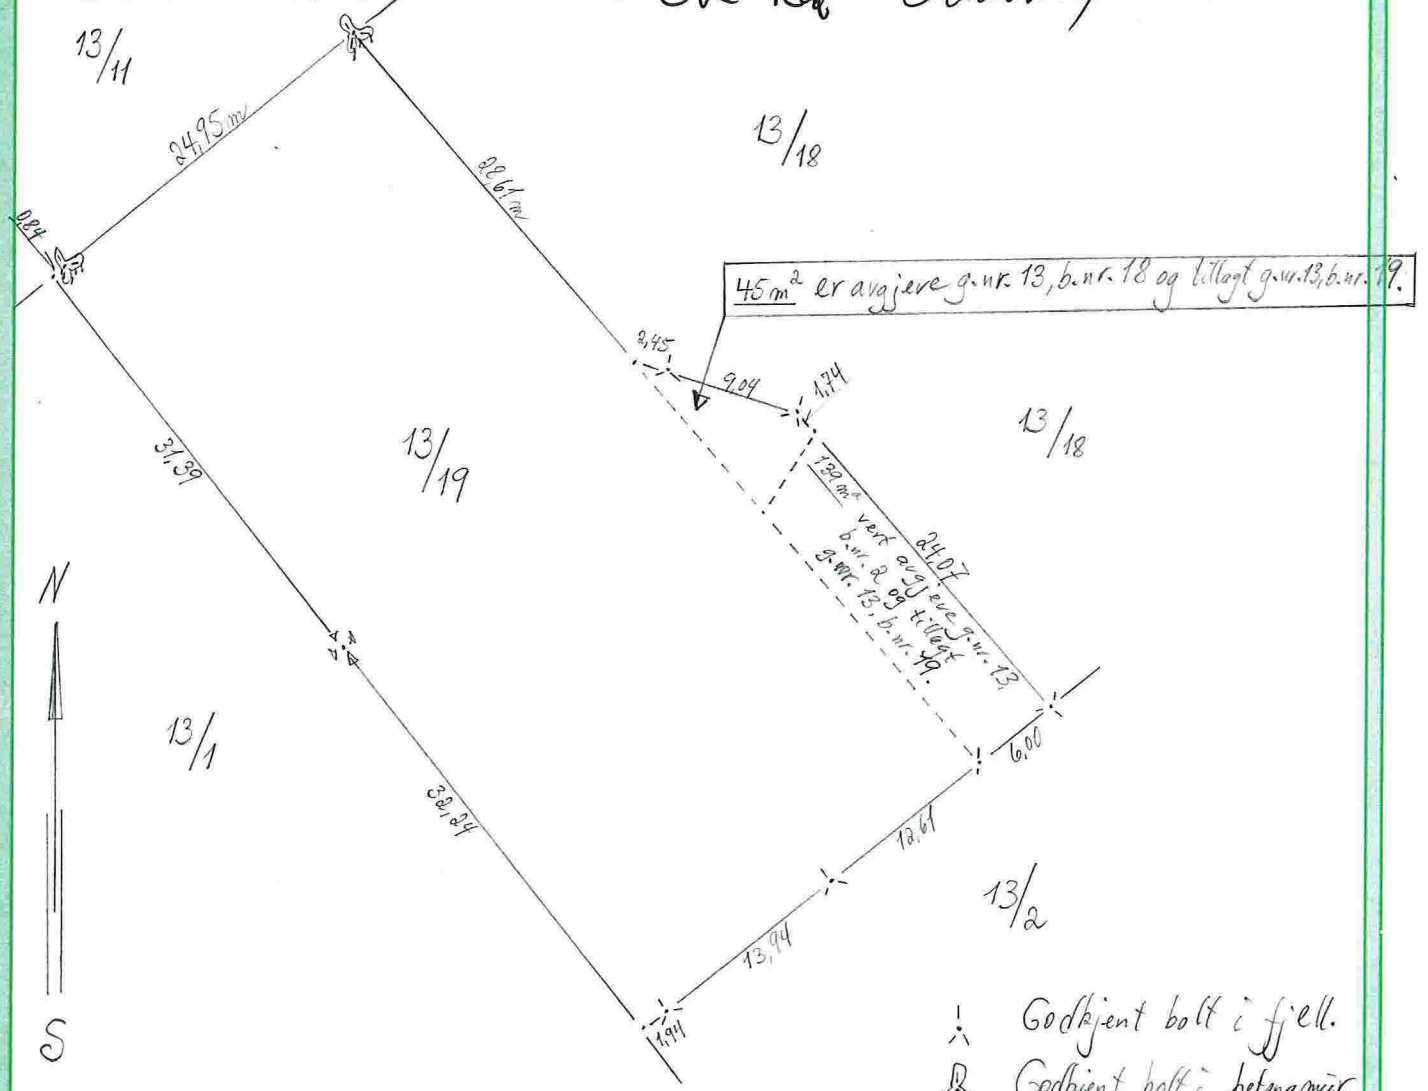 13/11
24,95 m
28,61 m
13/18
0,84
45 m² er avgjeve g.nr. 13, b.nr. 18 og tillagt g.nr. 13, b.nr. 19.
2,45
9,04
1,74
13/18
31,39
13/19
139 m² vert avgjeve g.nr. 13,
b.nr. 2 og tillagt
g.nr. 13, b.nr. 19.
24,07
N
13/1
6,00
32,24
12,61
13/2
13,94
1,94
S
Godkjent bolt i fjell.
Godkjent bolt i betongmur